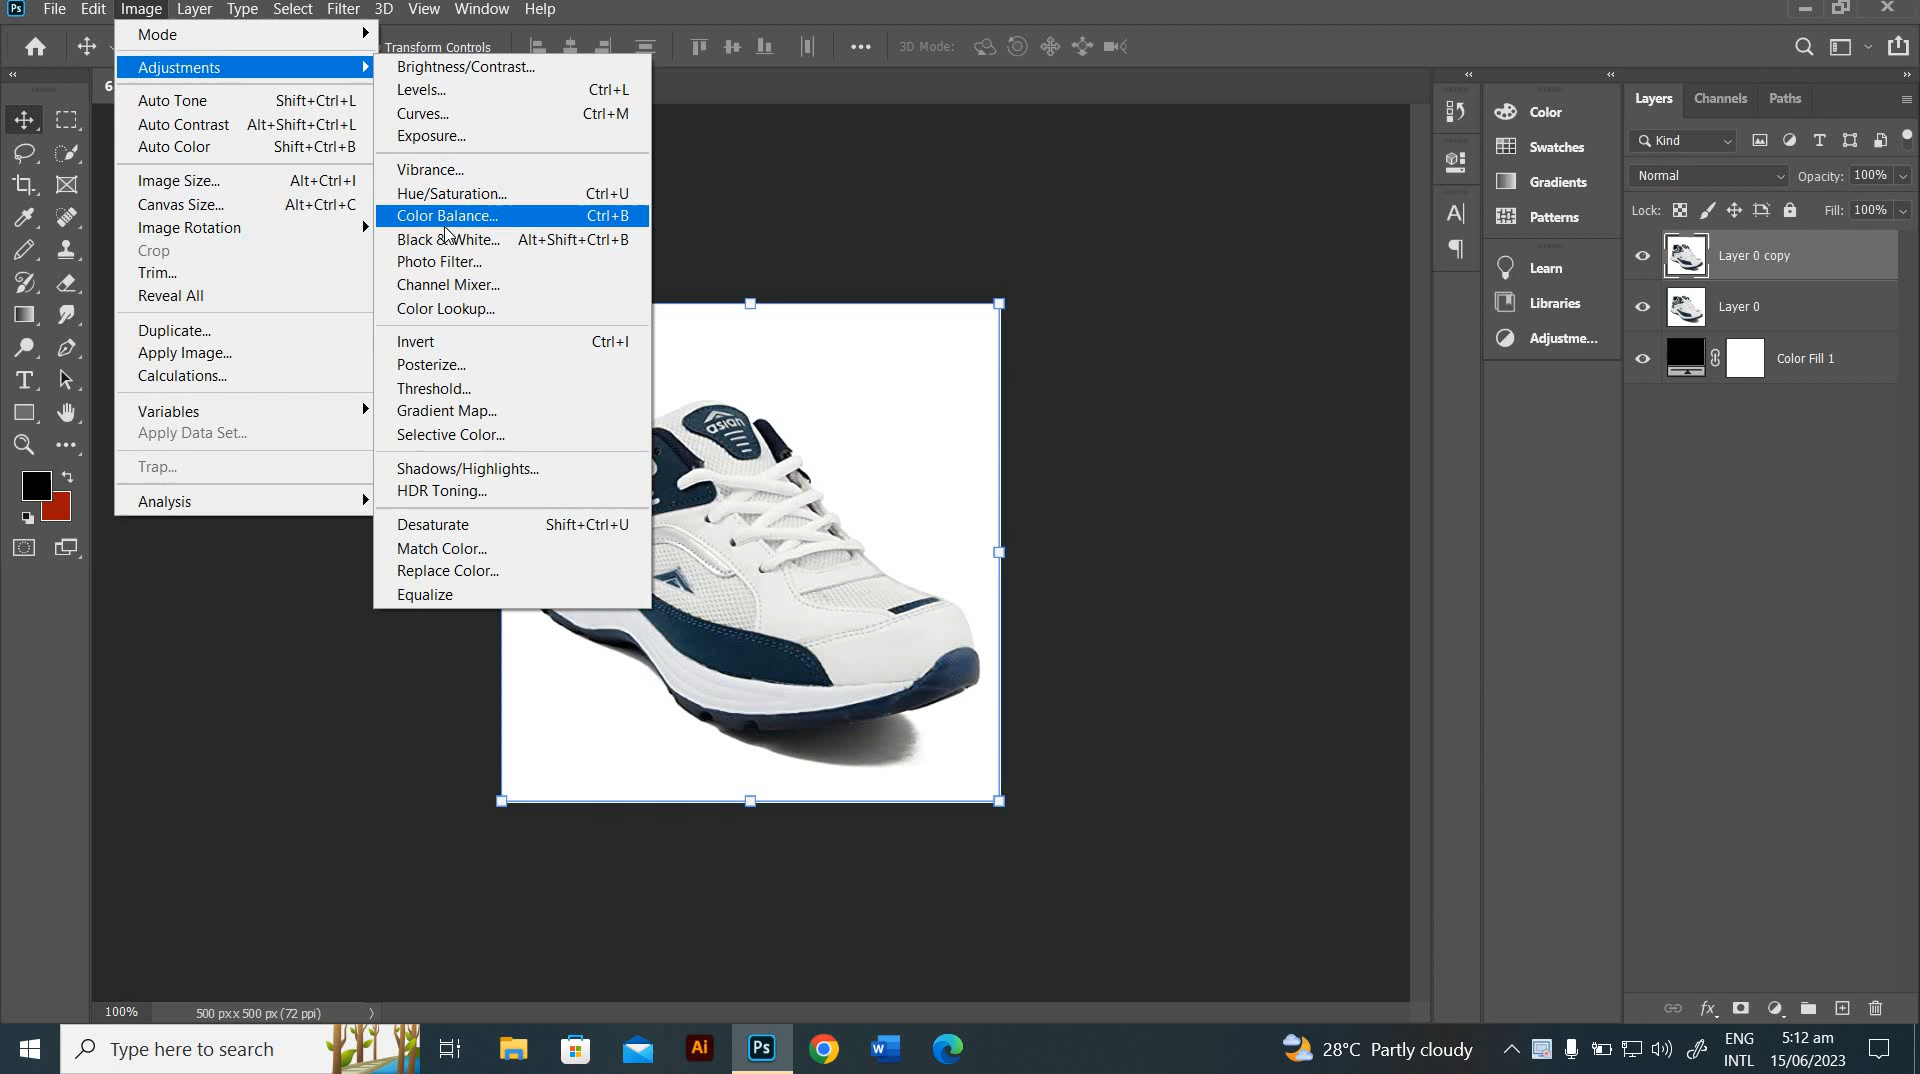 Ps File Edit Image Layer Type Select Filter 3D View Window Help
Transform Controls 3D Mode:
Mode
Adjustments
Auto Tone Shift+Ctrl+L
Auto Contrast Alt+Shift+Ctrl+L
Auto Color Shift+Ctrl+B
Image Size... Alt+Ctrl+I
Canvas Size... Alt+Ctrl+C
Image Rotation
Crop
Trim...
Reveal All
Duplicate...
Apply Image...
Calculations...
Variables
Apply Data Set...
Trap...
Analysis
Brightness/Contrast...
Levels... Ctrl+L
Curves... Ctrl+M
Exposure...
Vibrance...
Hue/Saturation... Ctrl+U
Color Balance... Ctrl+B
Black & White... Alt+Shift+Ctrl+B
Photo Filter...
Channel Mixer...
Color Lookup...
Invert Ctrl+I
Posterize...
Threshold...
Gradient Map...
Selective Color...
Shadows/Highlights...
HDR Toning...
Desaturate Shift+Ctrl+U
Match Color...
Replace Color...
Equalize
6
asian
Color
Swatches
Gradients
Patterns
Learn
Libraries
Adjustme...
Layers Channels Paths
Kind
Normal Opacity: 100%
Lock: Fill: 100%
Layer 0 copy
Layer 0
Color Fill 1
100% 500 px x 500 px (72 ppi)
Type here to search Ai Ps 28°C Partly cloudy
ENG
INTL
5:12 am
15/06/2023